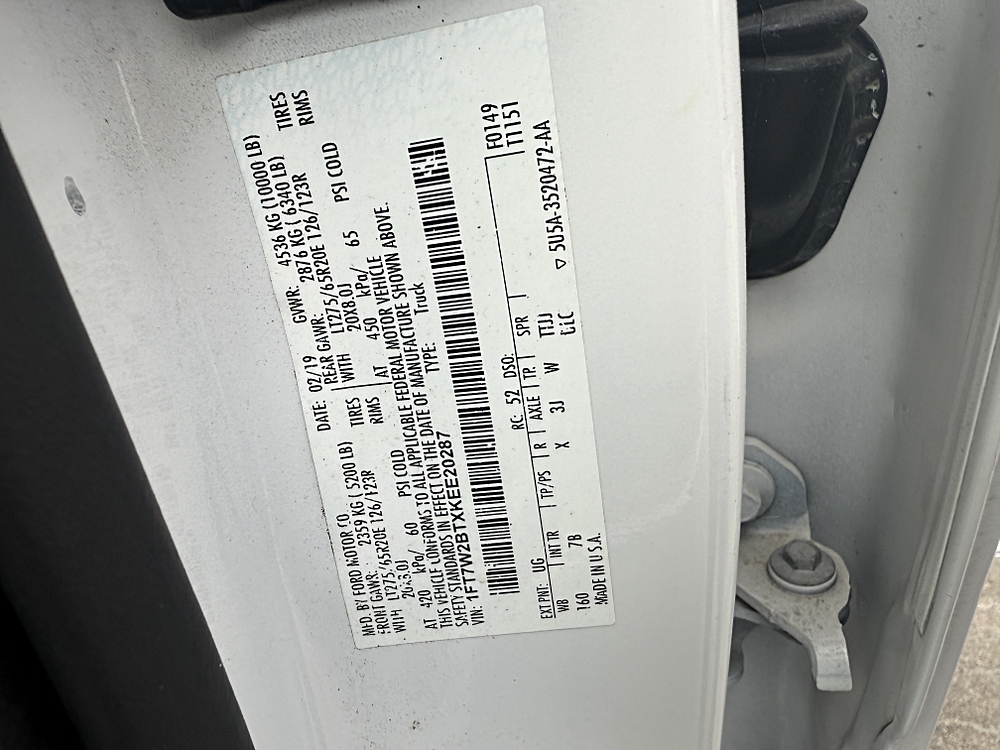 MFD. BY FORD MOTOR CO. DATE: 02/19 GVWR: 4536 KG (10000 LB)
FRONT GAWR: 2359 KG ( 5200 LB) REAR GAWR: 2876 KG ( 6340 LB)
WITH LT275/65R20E 126/123R TIRES WITH LT275/65R20E 126/123R TIRES
20X8.0J RIMS 20X8.0J RIMS
AT 420 kPa/ 60 PSI COLD AT 450 kPa/ 65 PSI COLD
THIS VEHICLE CONFORMS TO ALL APPLICABLE FEDERAL MOTOR VEHICLE
SAFETY STANDARDS IN EFFECT ON THE DATE OF MANUFACTURE SHOWN ABOVE.
VIN: 1FT7W2BTXKEE20287 TYPE: Truck
F0149
T1151
EXT PNT: UG RC: 52 DSO:
WB INT TR TP/PS R AXLE TR SPR
160 7B X 3J W TTJJ
MADE IN U.S.A.
5U5A-3520472-AA